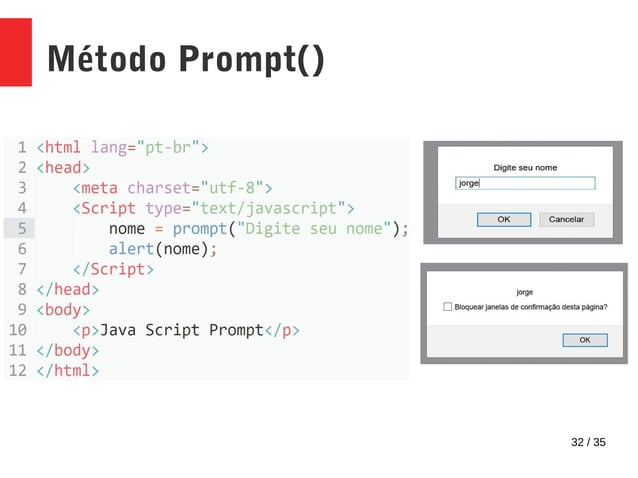 Método Prompt()
1 <html lang="pt-br">
2 <head>
3 <meta charset="utf-8">
4 <Script type="text/javascript">
5 nome = prompt("Digite seu nome");
6 alert(nome);
7 </Script>
8 </head>
9 <body>
10 <p>Java Script Prompt</p>
11 </body>
12 </html>
Digite seu nome
jorge
OK Cancelar
jorge
Bloquear janelas de confirmação desta página?
OK
32 / 35